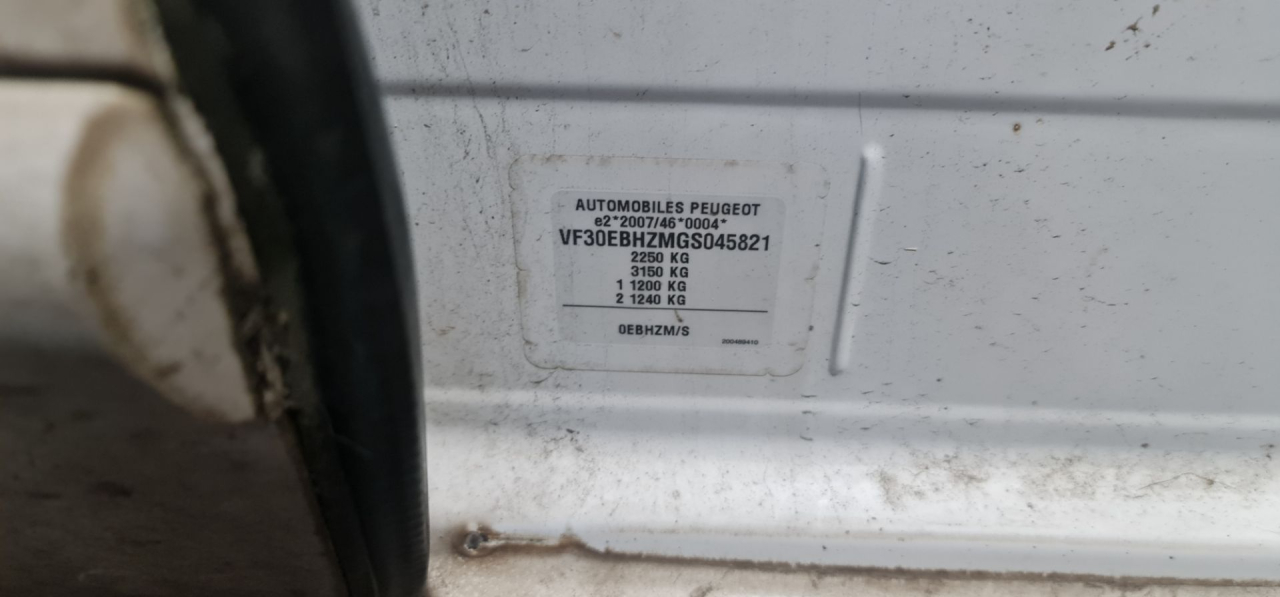 AUTOMOBILES PEUGEOT
e2*2007/46*0004*
VF30EBHZMGS045821
2250 KG
3150 KG
1 1200 KG
2 1240 KG
0EBHZM/S